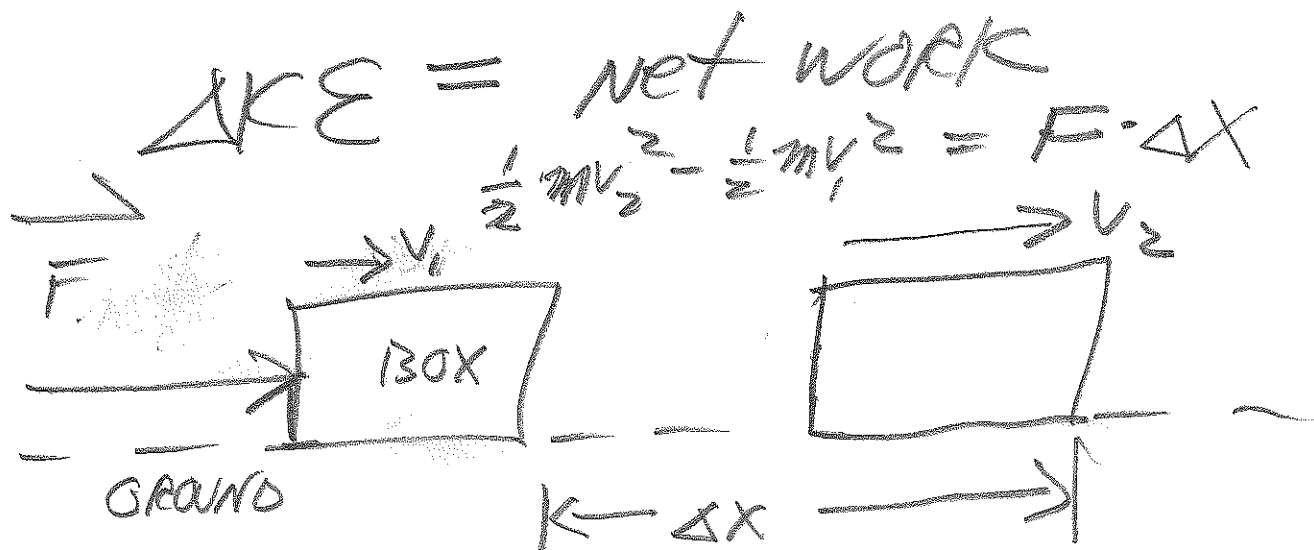 ΔKE = Net WORK
½mv₂² - ½mv₁² = F·ΔX
F
V₁
V₂
BOX
GROUND
ΔX